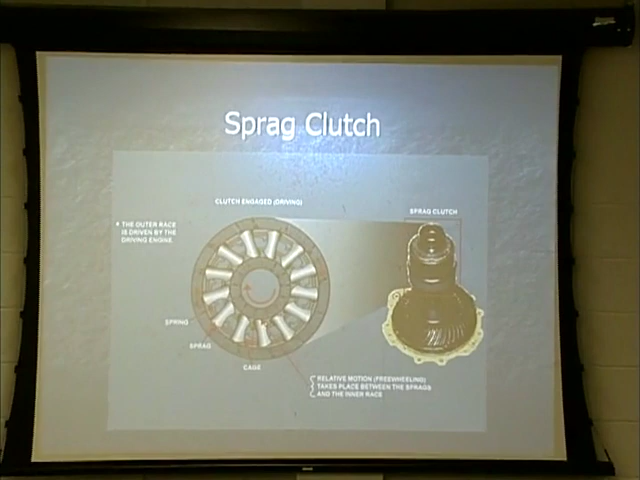 Sprag Clutch
CLUTCH ENGAGED (DRIVING)
SPRAG CLUTCH
• THE OUTER RACE
IS DRIVEN BY THE
DRIVING ENGINE
SPRING
SPRAG
CAGE
RELATIVE MOTION (FREEWHEELING)
TAKES PLACE BETWEEN THE SPRAGS
AND THE INNER RACE